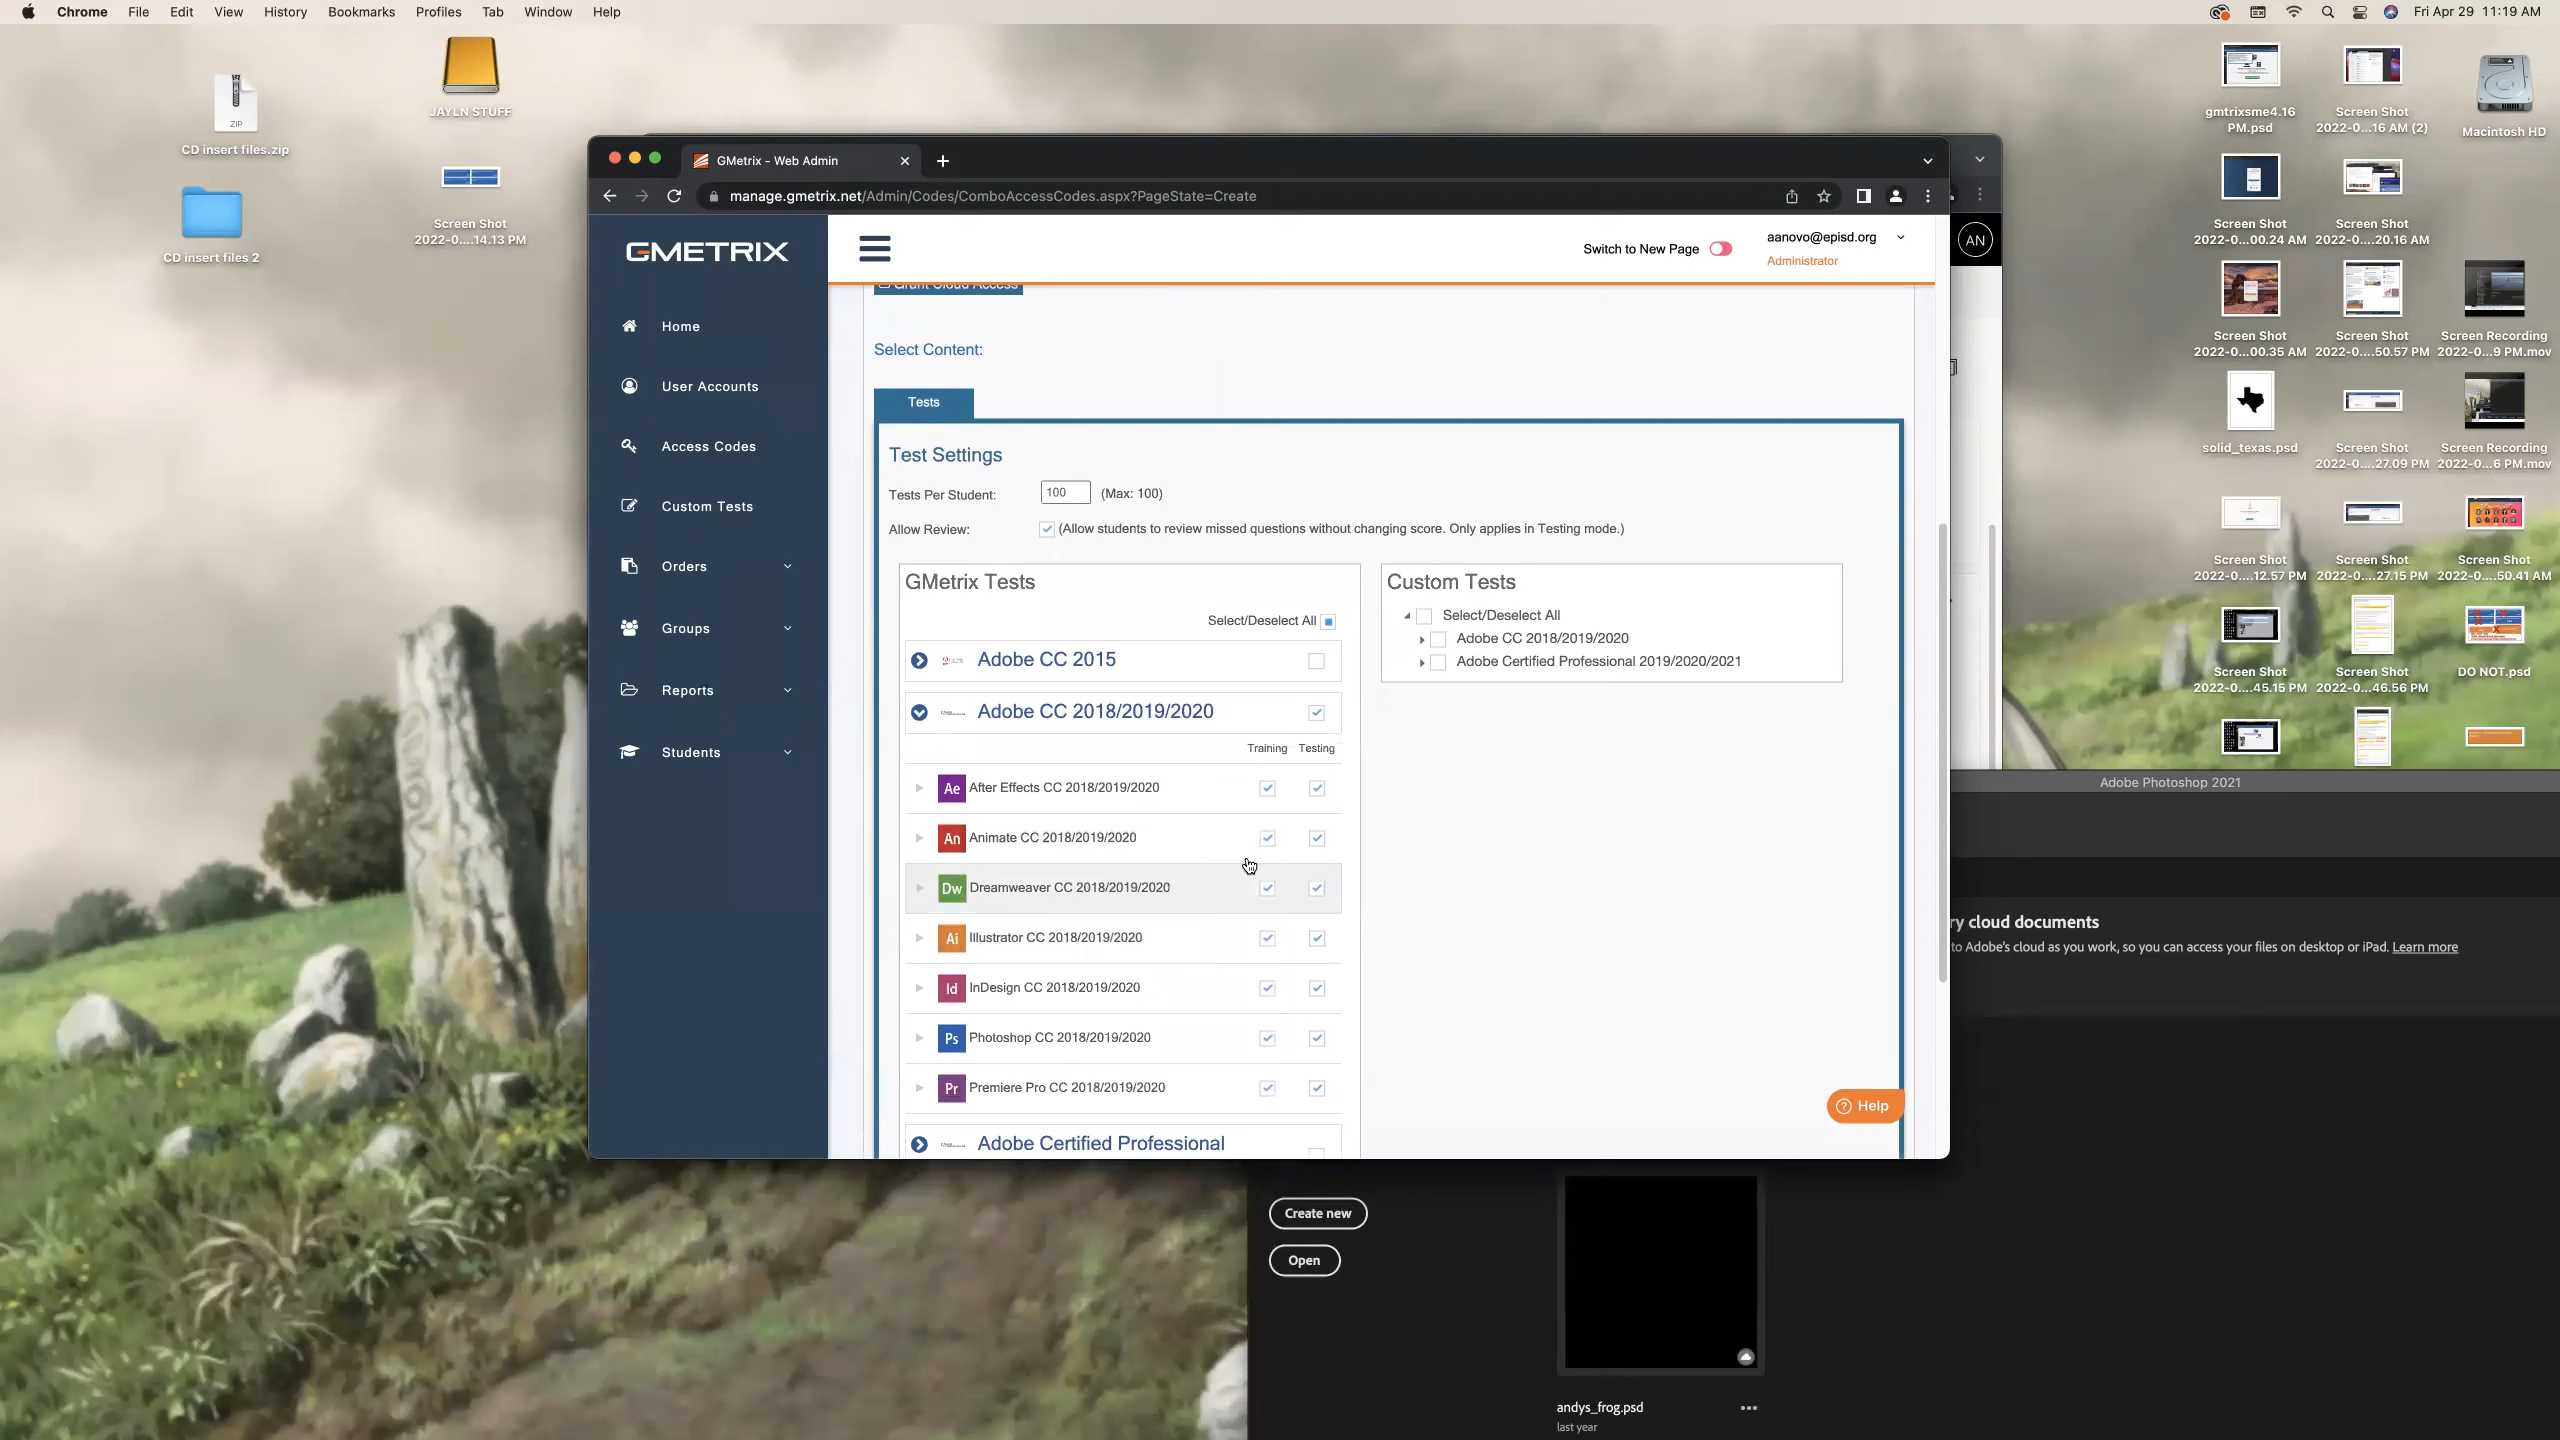 Chrome File Edit View History Bookmarks Profiles Tab Window Help
Fri Apr 29 11:19 AM
ZIP
CD insert files.zip
JAYLN STUFF
CD insert files 2
Screen Shot
2022-0....14.13 PM
gmtrixsme4.16
PM.psd
Screen Shot
2022-0...16 AM (2)
Macintosh HD
Screen Shot
2022-0...00.24 AM
Screen Shot
2022-0....20.16 AM
Screen Shot
2022-0...00.35 AM
Screen Shot
2022-0....50.57 PM
Screen Recording
2022-0...9 PM.mov
solid_texas.psd
Screen Shot
2022-0....27.09 PM
Screen Recording
2022-0...6 PM.mov
Screen Shot
2022-0....12.57 PM
Screen Shot
2022-0....27.15 PM
Screen Shot
2022-0....50.41 AM
Screen Shot
2022-0....45.15 PM
Screen Shot
2022-0...46.56 PM
DO NOT.psd
GMetrix - Web Admin
manage.gmetrix.net/Admin/Codes/ComboAccessCodes.aspx?PageState=Create
GMETRIX
Home
User Accounts
Access Codes
Custom Tests
Orders
Groups
Reports
Students
Switch to New Page
aanovo@episd.org
Administrator
AN
Grant Cloud Access
Select Content:
Tests
Test Settings
Tests Per Student: 100 (Max: 100)
Allow Review: (Allow students to review missed questions without changing score. Only applies in Testing mode.)
GMetrix Tests
Select/Deselect All
Adobe CC 2015
Adobe CC 2018/2019/2020
Training Testing
Ae After Effects CC 2018/2019/2020
An Animate CC 2018/2019/2020
Dw Dreamweaver CC 2018/2019/2020
Ai Illustrator CC 2018/2019/2020
Id InDesign CC 2018/2019/2020
Ps Photoshop CC 2018/2019/2020
Pr Premiere Pro CC 2018/2019/2020
Adobe Certified Professional
Custom Tests
Select/Deselect All
Adobe CC 2018/2019/2020
Adobe Certified Professional 2019/2020/2021
Help
Adobe Photoshop 2021
ry cloud documents
to Adobe's cloud as you work, so you can access your files on desktop or iPad. Learn more
Create new
Open
andys_frog.psd
last year